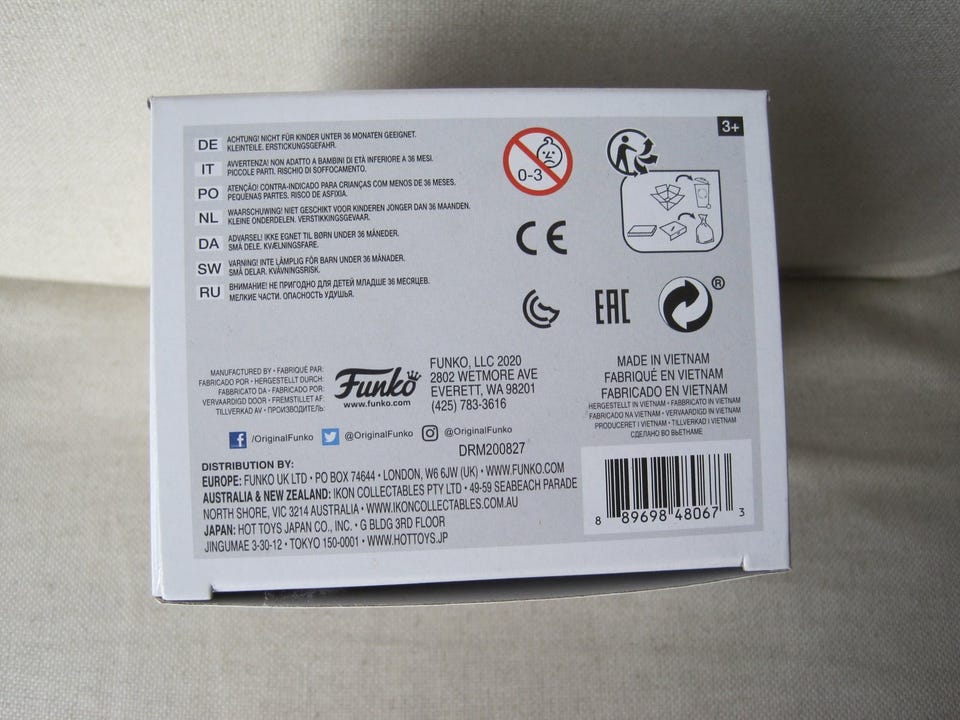 3+
DE ACHTUNG! NICHT FÜR KINDER UNTER 36 MONATEN GEEIGNET.
KLEINTEILE. ERSTICKUNGSGEFAHR.
IT AVVERTENZA! NON ADATTO A BAMBINI DI ETÀ INFERIORE A 36 MESI.
PICCOLE PARTI. RISCHIO DI SOFFOCAMENTO.
PO ATENÇÃO! CONTRA-INDICADO PARA CRIANÇAS COM MENOS DE 36 MESES.
PEQUENAS PARTES. RISCO DE ASFIXIA.
NL WAARSCHUWING! NIET GESCHIKT VOOR KINDEREN JONGER DAN 36 MAANDEN.
KLEINE ONDERDELEN. VERSTIKKINGSGEVAAR.
DA ADVARSEL! IKKE EGNET TIL BØRN UNDER 36 MÅNEDER.
SMÅ DELE. KVÆLNINGSFARE.
SW VARNING! INTE LÄMPLIG FÖR BARN UNDER 36 MÅNADER.
SMÅ DELAR. KVÄVNINGSRISK.
RU ВНИМАНИЕ! НЕ ПРИГОДНО ДЛЯ ДЕТЕЙ МЛАДШЕ 36 МЕСЯЦЕВ.
МЕЛКИЕ ЧАСТИ. ОПАСНОСТЬ УДУШЬЯ.
0-3
CE
EAC
®
MANUFACTURED BY • FABRIQUÉ PAR:
FABRICADO POR • HERGESTELLT DURCH:
FABBRICATO DA • FABRICADO POR:
VERVAARDIGD DOOR • FREMSTILLET AF:
TILLVERKAD AV • ПРОИЗВОДИТЕЛЬ:
Funko
www.funko.com
FUNKO, LLC 2020
2802 WETMORE AVE
EVERETT, WA 98201
(425) 783-3616
MADE IN VIETNAM
FABRIQUÉ EN VIETNAM
FABRICADO EN VIETNAM
HERGESTELLT IN VIETNAM • FABBRICATO IN VIETNAM
FABRICADO NA VIETNAM • VERVAARDIGD IN VIETNAM
PRODUCERET I VIETNAM • TILLVERKAD I VIETNAM
СДЕЛАНО ВО ВЬЕТНАМЕ
/OriginalFunko @OriginalFunko @OriginalFunko
DRM200827
DISTRIBUTION BY:
EUROPE: FUNKO UK LTD • PO BOX 74644 • LONDON, W6 6JW (UK) • WWW.FUNKO.COM
AUSTRALIA & NEW ZEALAND: IKON COLLECTABLES PTY LTD • 49-59 SEABEACH PARADE
NORTH SHORE, VIC 3214 AUSTRALIA • WWW.IKONCOLLECTABLES.COM.AU
JAPAN: HOT TOYS JAPAN CO., INC. • G BLDG 3RD FLOOR
JINGUMAE 3-30-12 • TOKYO 150-0001 • WWW.HOTTOYS.JP
8 89698 48067 3